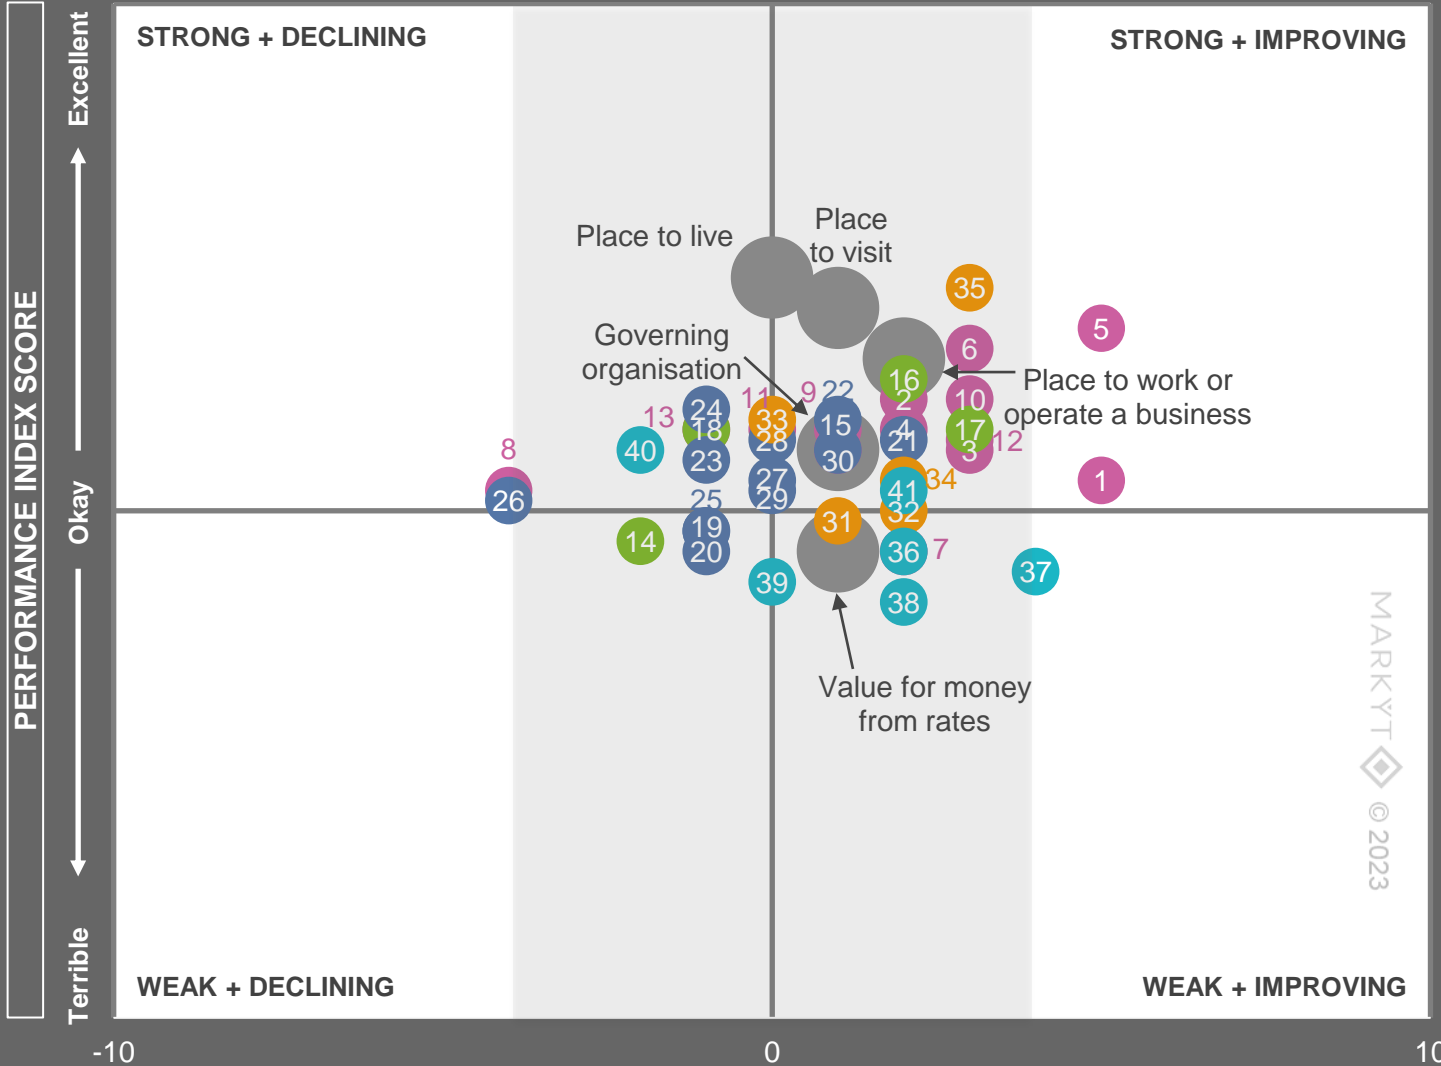 STRONG + DECLINING
STRONG + IMPROVING
Excellent
Okay
Terrible
PERFORMANCE INDEX SCORE
Place to live
Place
to visit
35
5
Governing
organisation
6
16
Place to work or
operate a business
11
9
22
2
10
13
24
33
15
18
28
4
21
17
12
3
8
40
23
30
27
34
1
26
25
29
41
19
31
32
14
20
36
7
39
37
38
Value for money
from rates
MARKYT © 2023
WEAK + DECLINING
WEAK + IMPROVING
-10
0
10